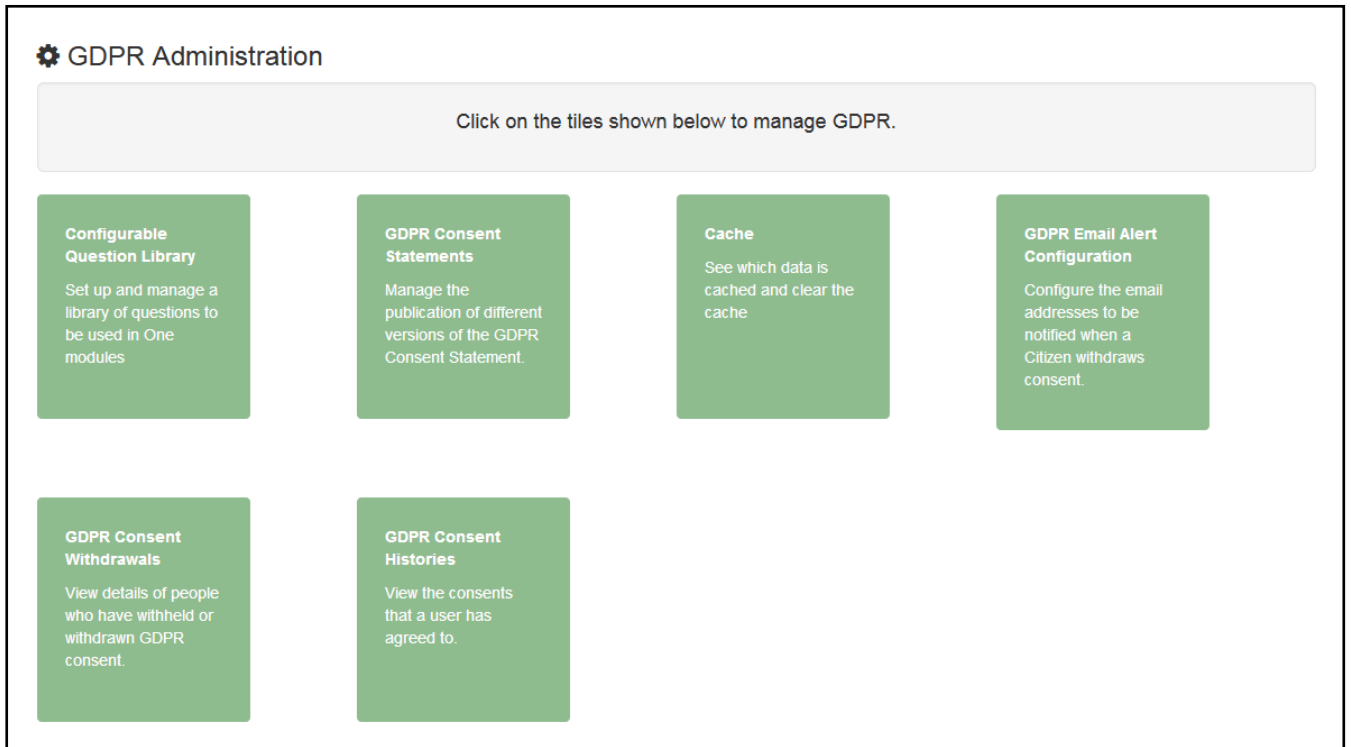 GDPR Administration
Click on the tiles shown below to manage GDPR.
Configurable
Question Library
Set up and manage a
library of questions to
be used in One
modules
GDPR Consent
Statements
Manage the
publication of different
versions of the GDPR
Consent Statement.
Cache
See which data is
cached and clear the
cache
GDPR Email Alert
Configuration
Configure the email
addresses to be
notified when a
Citizen withdraws
consent.
GDPR Consent
Withdrawals
View details of people
who have withheld or
withdrawn GDPR
consent.
GDPR Consent
Histories
View the consents
that a user has
agreed to.